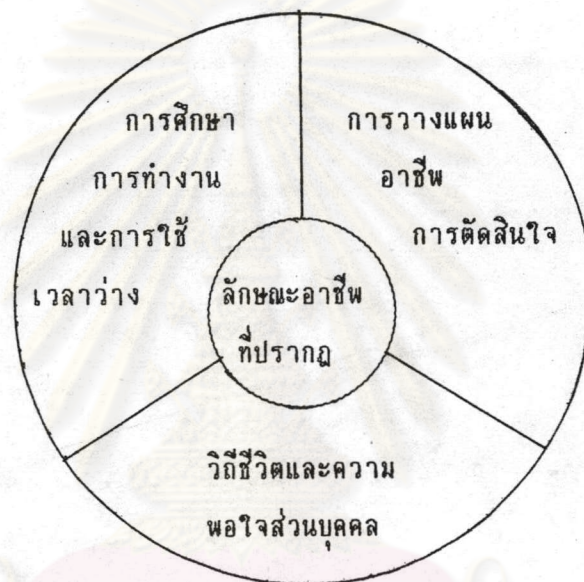 การศึกษา
การทำงาน
และการใช้
เวลาว่าง
การวางแผน
อาชีพ
การตัดสินใจ
ลักษณะอาชีพ
ที่ปรากฏ
วิถีชีวิตและความ
พอใจส่วนบุคคล